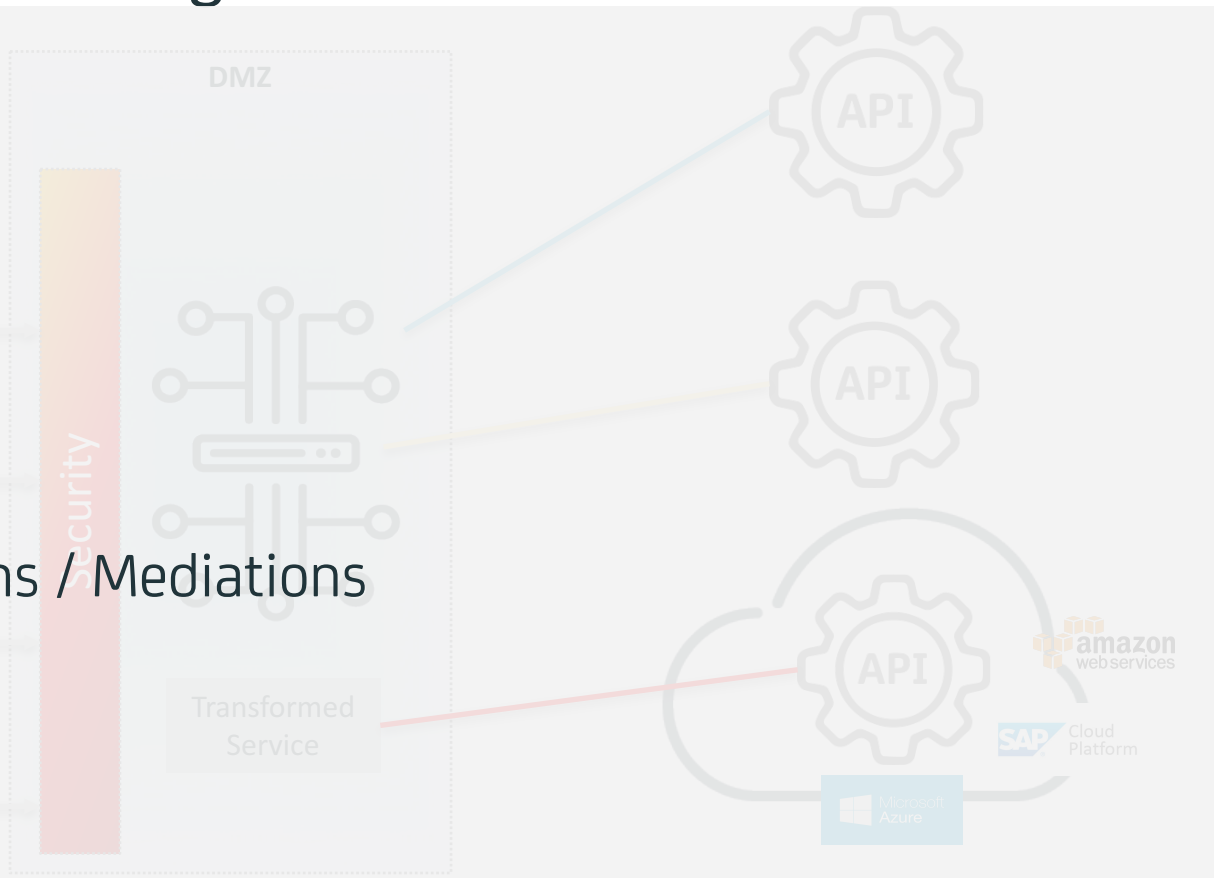 DMZ
API
API
Security
ns / Mediations
API
amazon
webservices
Transformed
Service
SAP
Cloud
Platform
Microsoft
Azure